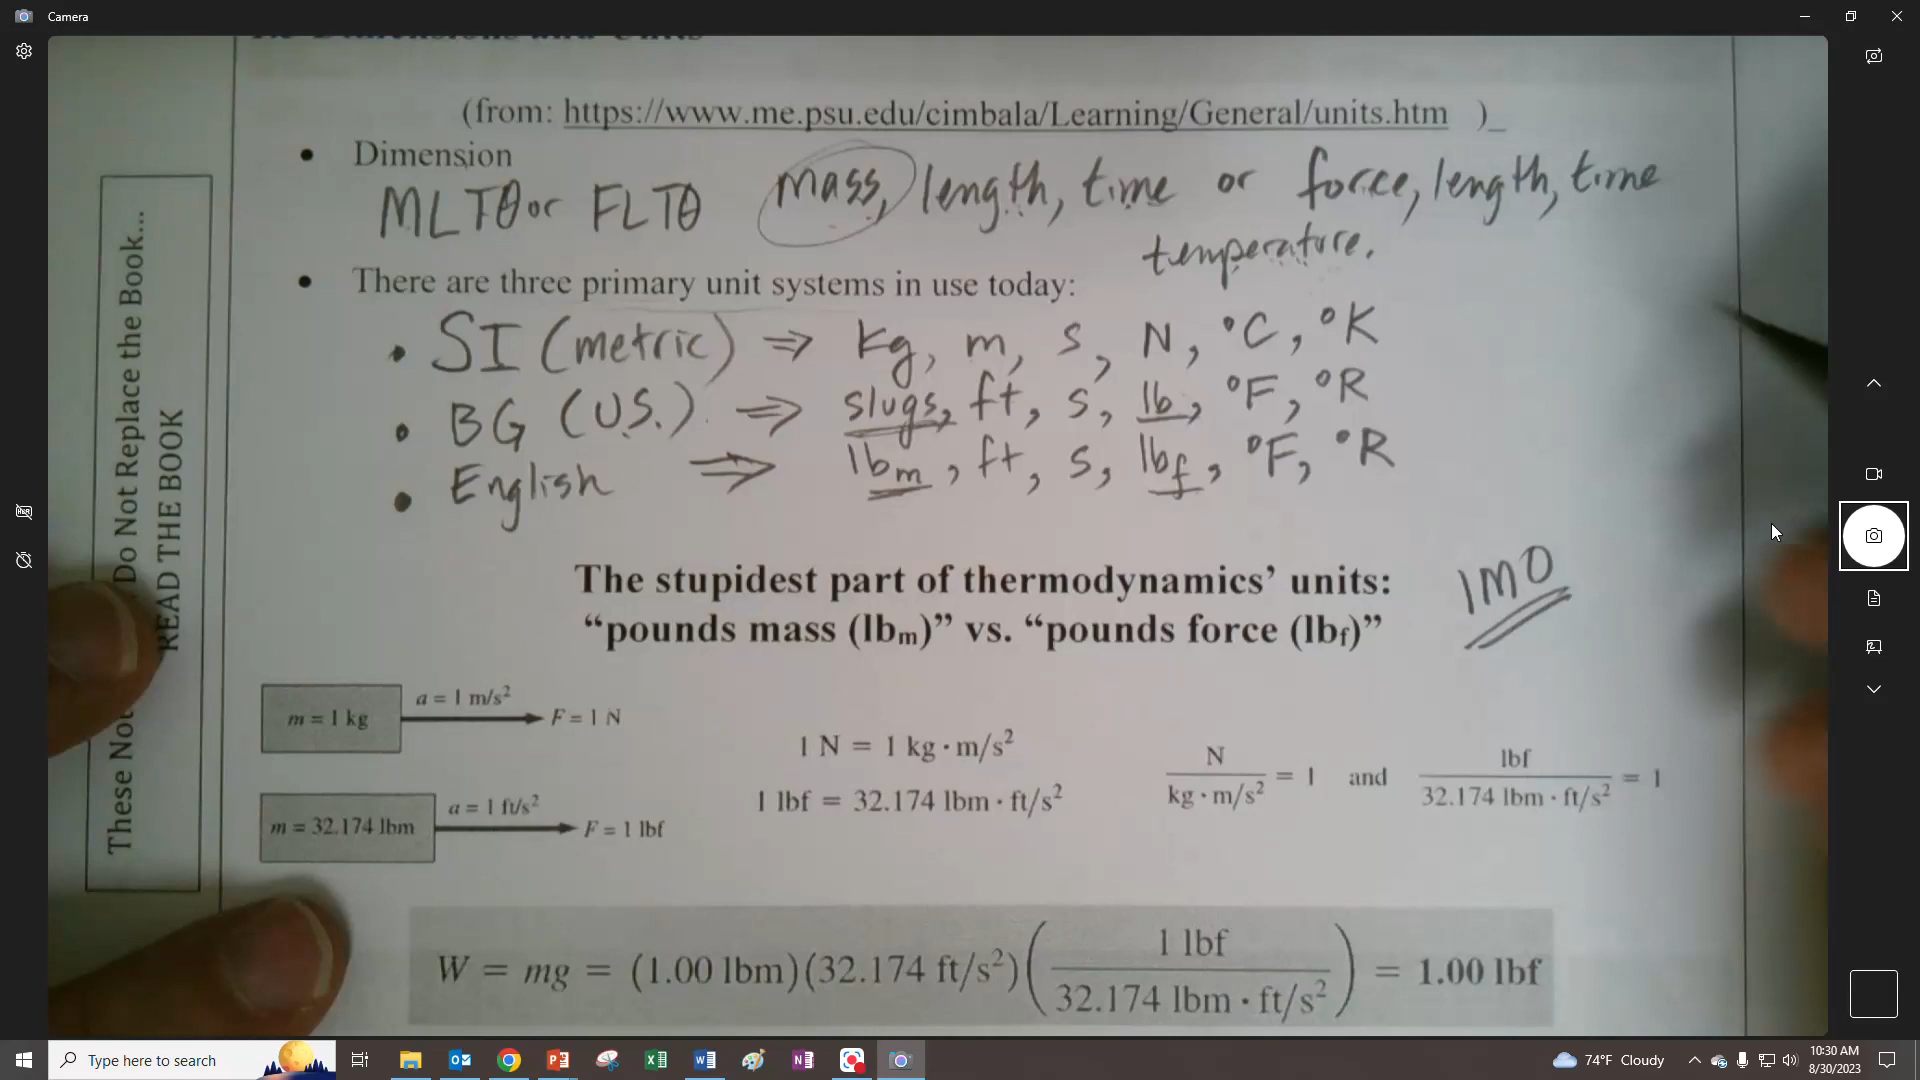 Camera
1.3 Dimensions and Units
(from: https://www.me.psu.edu/cimbala/Learning/General/units.htm )_
• Dimension
MLTθ or FLTθ mass, length, time or force, length, time
temperature.
• There are three primary unit systems in use today:
• SI (metric) ⇒ kg, m, s, N, °C, °K
• BG (U.S.) ⇒ slugs, ft, s, lb, °F, °R
• English ⇒ lbm, ft, s, lbf, °F, °R
The stupidest part of thermodynamics' units:
"pounds mass (lbm)" vs. "pounds force (lbf)"
IMO
m = 1 kg
a = 1 m/s²
F = 1 N
m = 32.174 lbm
a = 1 ft/s²
F = 1 lbf
1 N = 1 kg · m/s²
1 lbf = 32.174 lbm · ft/s²
N / kg · m/s² = 1 and lbf / 32.174 lbm · ft/s² = 1
W = mg = (1.00 lbm)(32.174 ft/s²)(1 lbf / 32.174 lbm · ft/s²) = 1.00 lbf
These Not Do Not Replace the Book...
READ THE BOOK
Type here to search
74°F Cloudy
10:30 AM
8/30/2023